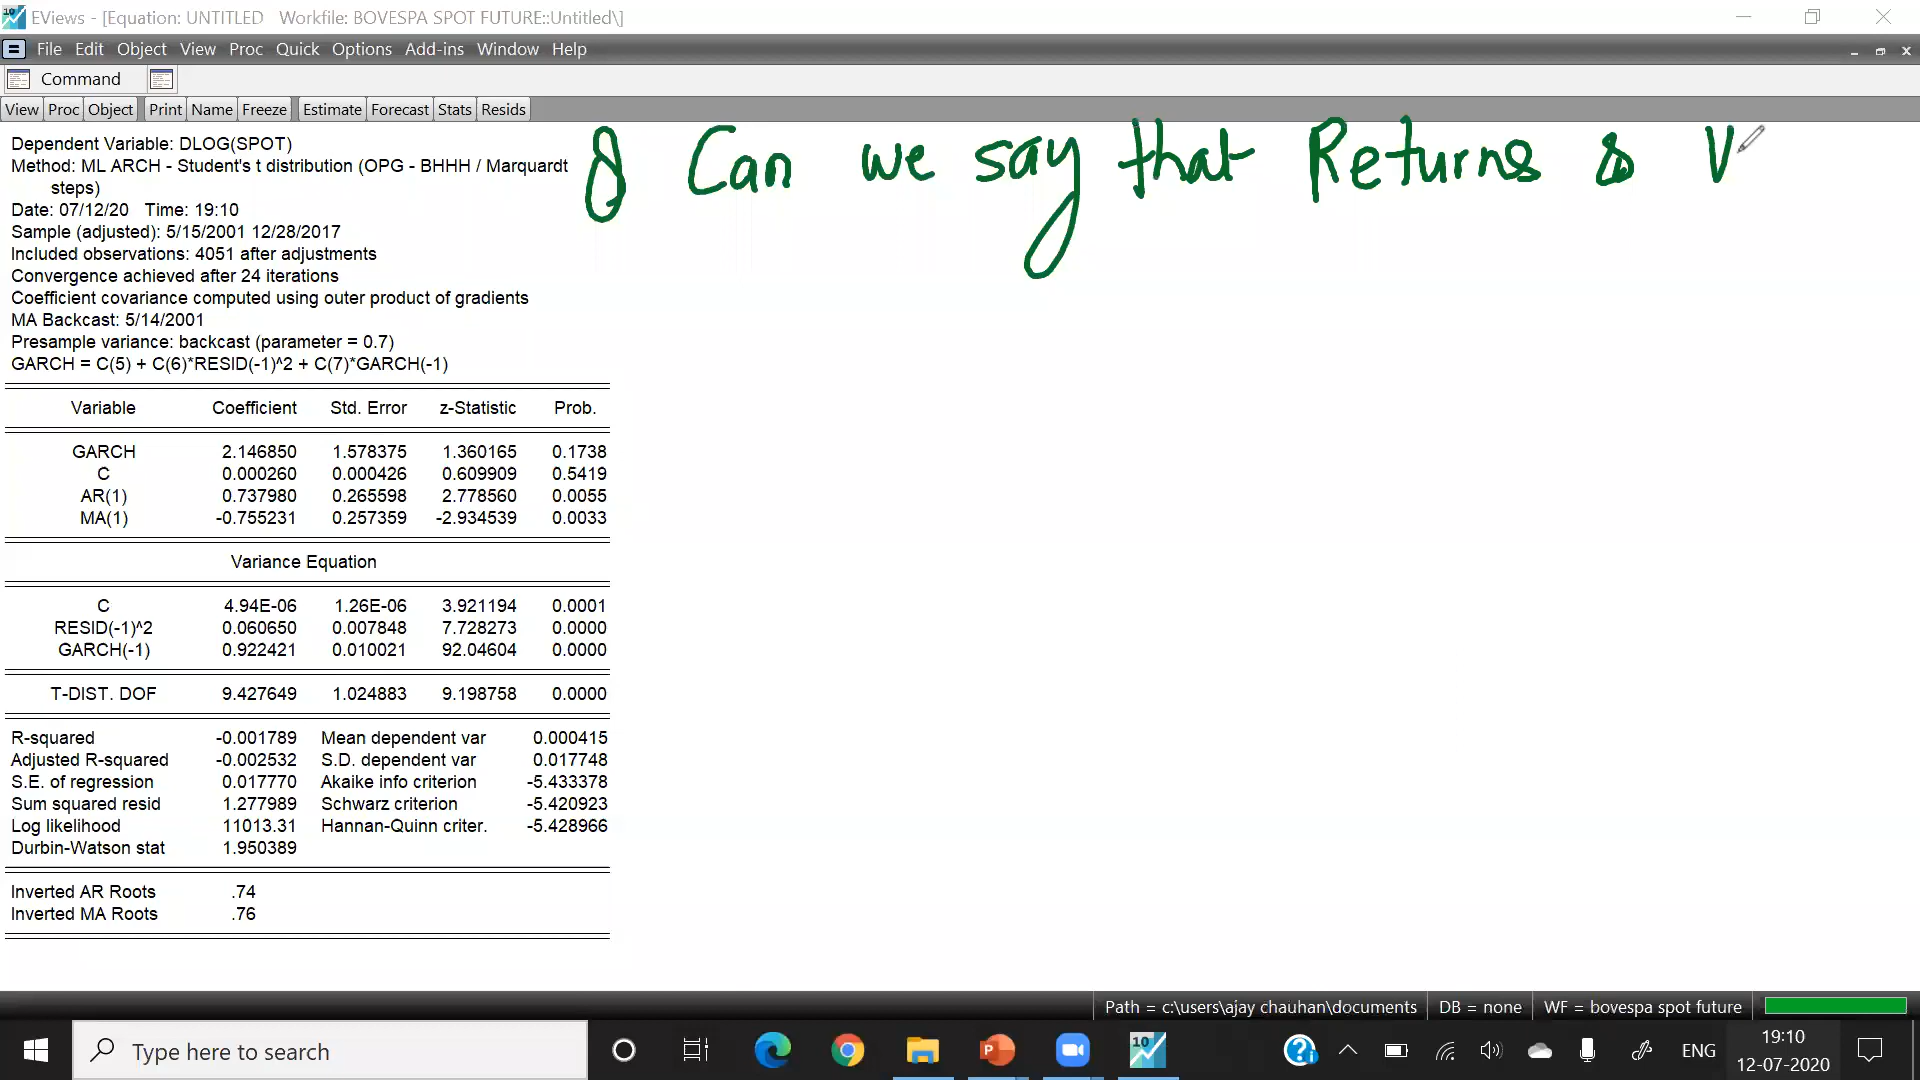 EViews - [Equation: UNTITLED Workfile: BOVESPA SPOT FUTURE::Untitled\]
File Edit Object View Proc Quick Options Add-ins Window Help
Command
View Proc Object Print Name Freeze Estimate Forecast Stats Resids
Q Can we say that Returns & V
Dependent Variable: DLOG(SPOT)
Method: ML ARCH - Student's t distribution (OPG - BHHH / Marquardt
steps)
Date: 07/12/20 Time: 19:10
Sample (adjusted): 5/15/2001 12/28/2017
Included observations: 4051 after adjustments
Convergence achieved after 24 iterations
Coefficient covariance computed using outer product of gradients
MA Backcast: 5/14/2001
Presample variance: backcast (parameter = 0.7)
GARCH = C(5) + C(6)*RESID(-1)^2 + C(7)*GARCH(-1)
Variable Coefficient Std. Error z-Statistic Prob.
GARCH 2.146850 1.578375 1.360165 0.1738
C 0.000260 0.000426 0.609909 0.5419
AR(1) 0.737980 0.265598 2.778560 0.0055
MA(1) -0.755231 0.257359 -2.934539 0.0033
Variance Equation
C 4.94E-06 1.26E-06 3.921194 0.0001
RESID(-1)^2 0.060650 0.007848 7.728273 0.0000
GARCH(-1) 0.922421 0.010021 92.04604 0.0000
T-DIST. DOF 9.427649 1.024883 9.198758 0.0000
R-squared -0.001789 Mean dependent var 0.000415
Adjusted R-squared -0.002532 S.D. dependent var 0.017748
S.E. of regression 0.017770 Akaike info criterion -5.433378
Sum squared resid 1.277989 Schwarz criterion -5.420923
Log likelihood 11013.31 Hannan-Quinn criter. -5.428966
Durbin-Watson stat 1.950389
Inverted AR Roots .74
Inverted MA Roots .76
Path = c:\users\ajay chauhan\documents DB = none WF = bovespa spot future
Type here to search
ENG
19:10
12-07-2020